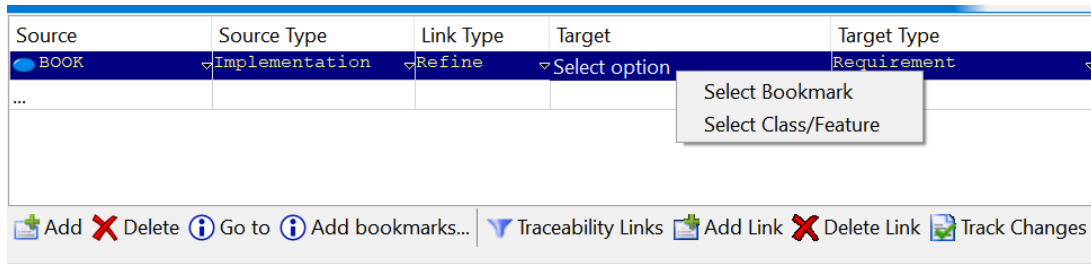 Source Source Type Link Type Target Target Type
BOOK Implementation Refine Select option Requirement
...
Select Bookmark
Select Class/Feature
Add Delete Go to Add bookmarks... Traceability Links Add Link Delete Link Track Changes